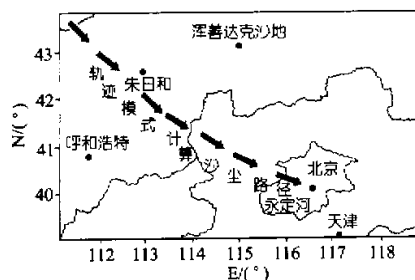 43
42
41
40
N/(°)
浑善达克沙地
朱日和
呼和浩特
轨迹模式计算沙尘路径
北京
永定河
天津
112 113 114 115 116 117 118
E/(°)